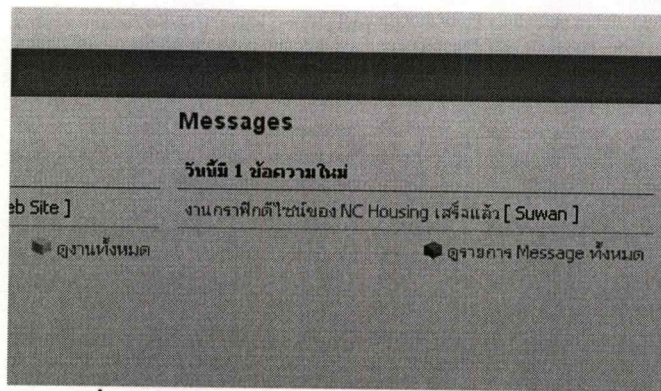 Messages
วันนี้มี 1 ข้อความใหม่
eb Site ]
งานกราฟิกดีไซน์ของ NC Housing เสร็จแล้ว [ Suwan ]
ดูงานทั้งหมด
ดูรายการ Message ทั้งหมด